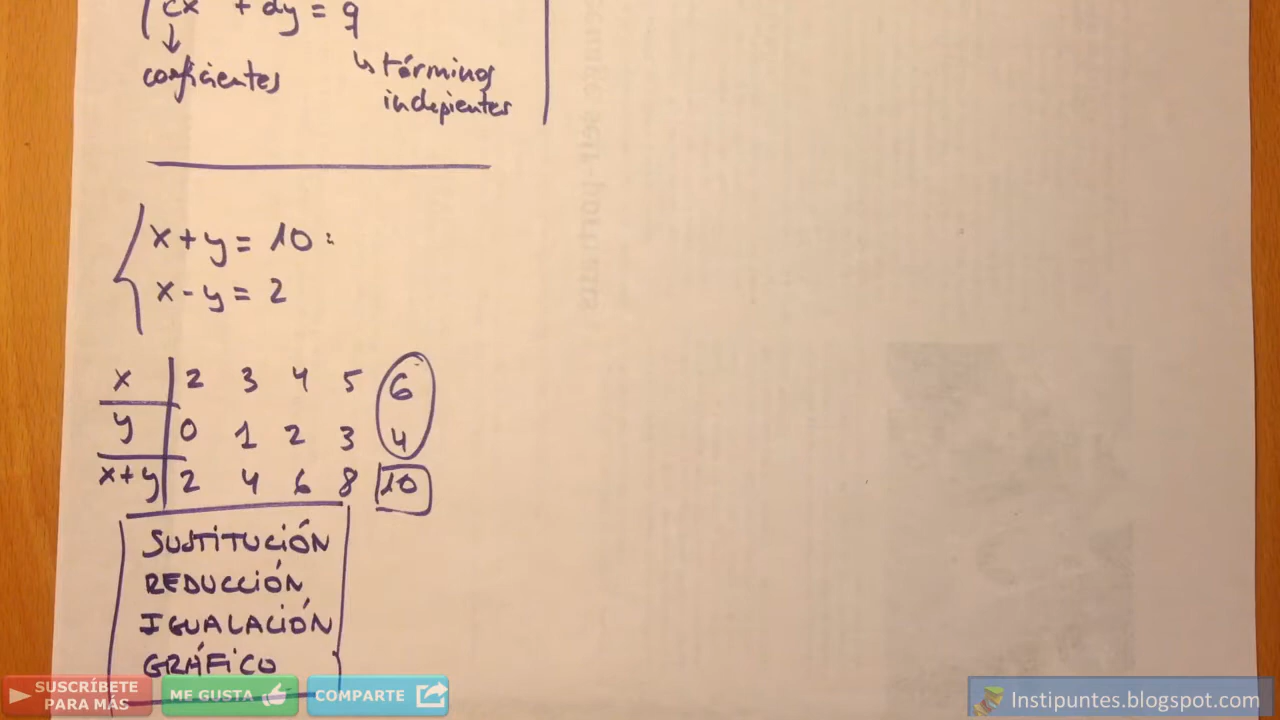 cx + dy = q
coeficientes
términos
indepientes
x + y = 10
x - y = 2
x 2 3 4 5 6
y 0 1 2 3 4
x+y 2 4 6 8 10
SUSTITUCIÓN
REDUCCIÓN
IGUALACIÓN
GRÁFICO
SUSCRÍBETE
PARA MÁS
ME GUSTA
COMPARTE
Instipuntes.blogspot.com